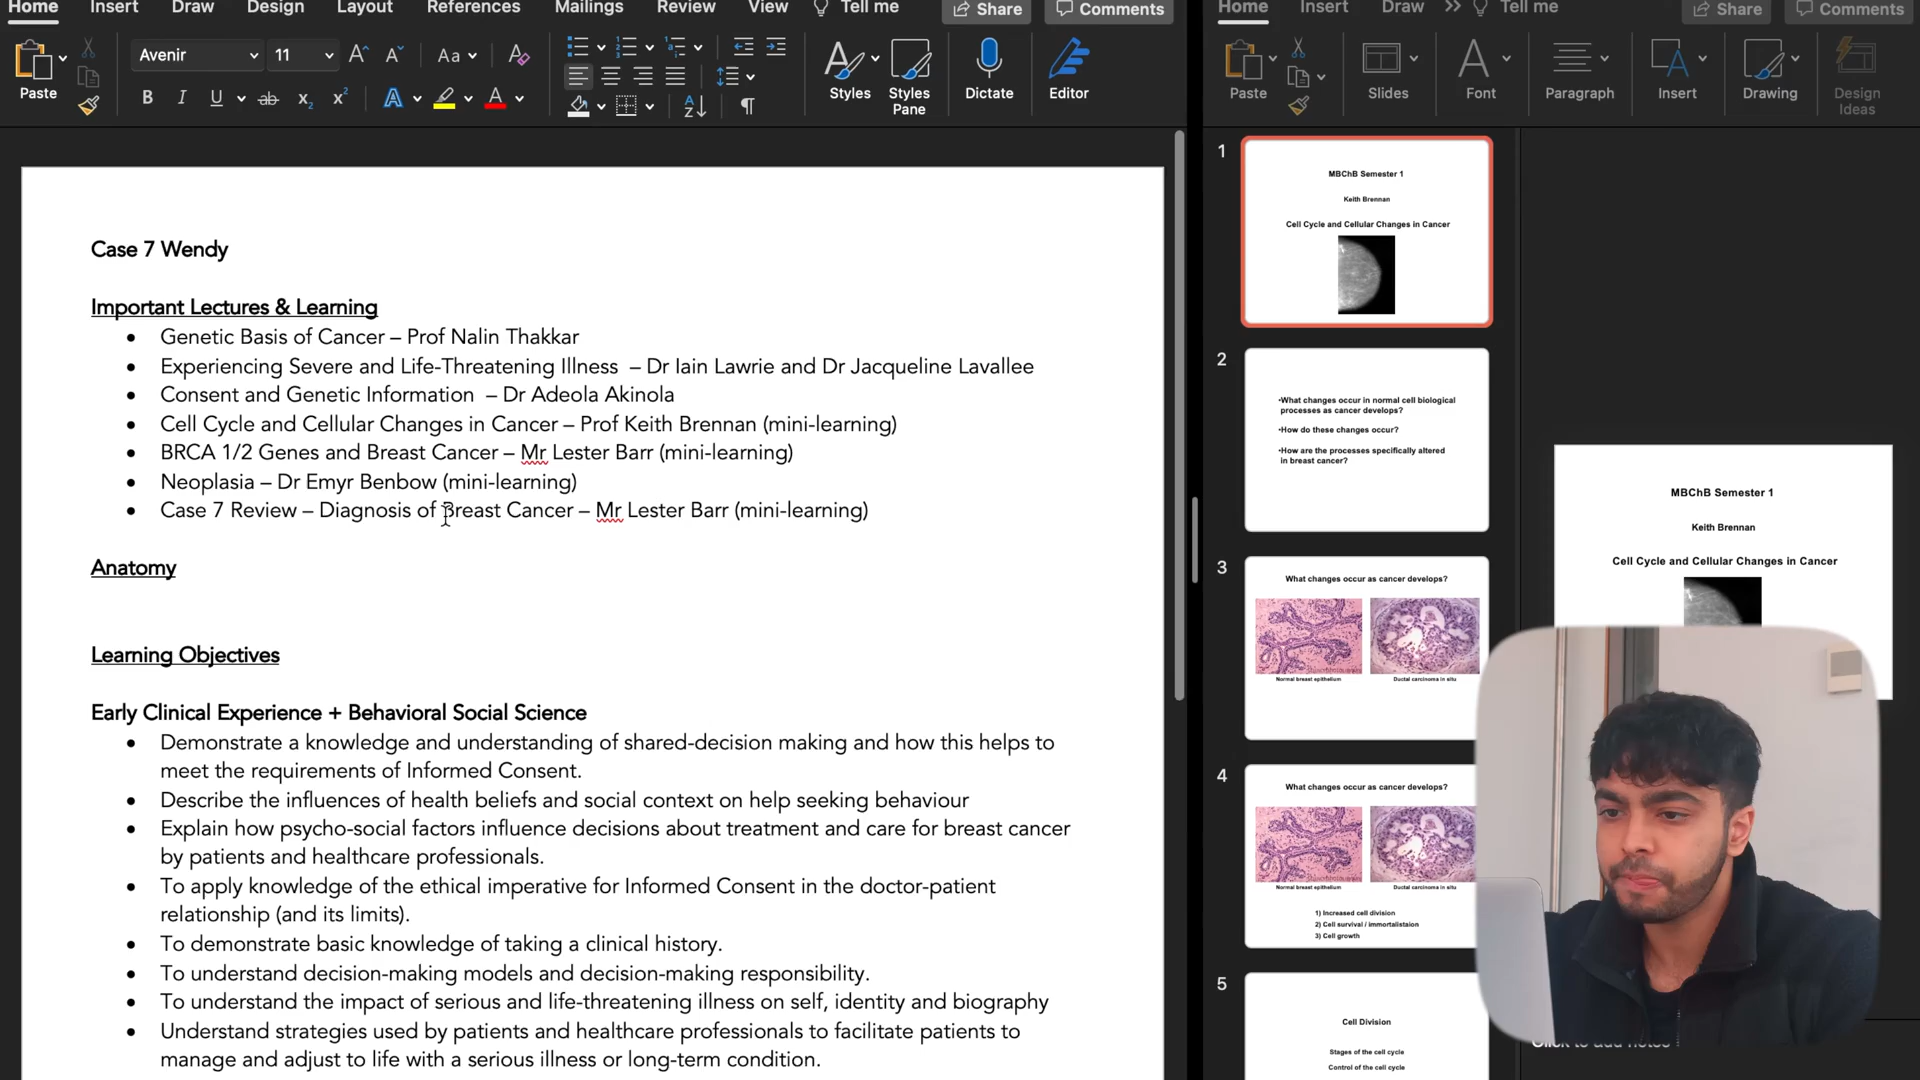 Home Insert Draw Design Layout References Mailings Review View Tell me Share Comments
Paste Avenir 11 Aa Styles Styles Pane Dictate Editor
B I U ab x₂ x² A A A Z ¶
Case 7 Wendy
Important Lectures & Learning
• Genetic Basis of Cancer – Prof Nalin Thakkar
• Experiencing Severe and Life-Threatening Illness – Dr Iain Lawrie and Dr Jacqueline Lavallee
• Consent and Genetic Information – Dr Adeola Akinola
• Cell Cycle and Cellular Changes in Cancer – Prof Keith Brennan (mini-learning)
• BRCA 1/2 Genes and Breast Cancer – Mr Lester Barr (mini-learning)
• Neoplasia – Dr Emyr Benbow (mini-learning)
• Case 7 Review – Diagnosis of Breast Cancer – Mr Lester Barr (mini-learning)
Anatomy
Learning Objectives
Early Clinical Experience + Behavioral Social Science
• Demonstrate a knowledge and understanding of shared-decision making and how this helps to
meet the requirements of Informed Consent.
• Describe the influences of health beliefs and social context on help seeking behaviour
• Explain how psycho-social factors influence decisions about treatment and care for breast cancer
by patients and healthcare professionals.
• To apply knowledge of the ethical imperative for Informed Consent in the doctor-patient
relationship (and its limits).
• To demonstrate basic knowledge of taking a clinical history.
• To understand decision-making models and decision-making responsibility.
• To understand the impact of serious and life-threatening illness on self, identity and biography
• Understand strategies used by patients and healthcare professionals to facilitate patients to
manage and adjust to life with a serious illness or long-term condition.
Home Insert Draw Tell me Share Comments
Paste Slides Font Paragraph Insert Drawing Design Ideas
1
MBChB Semester 1
Keith Brennan
Cell Cycle and Cellular Changes in Cancer
2
•What changes occur in normal cell biological
processes as cancer develops?
•How do these changes occur?
•How are the processes specifically altered
in breast cancer?
3
What changes occur as cancer develops?
Normal breast epithelium Ductal carcinoma in situ
4
What changes occur as cancer develops?
Normal breast epithelium Ductal carcinoma in situ
1) Increased cell division
2) Cell survival / immortalistaion
3) Cell growth
5
Cell Division
Stages of the cell cycle
Control of the cell cycle
MBChB Semester 1
Keith Brennan
Cell Cycle and Cellular Changes in Cancer
Click to add notes